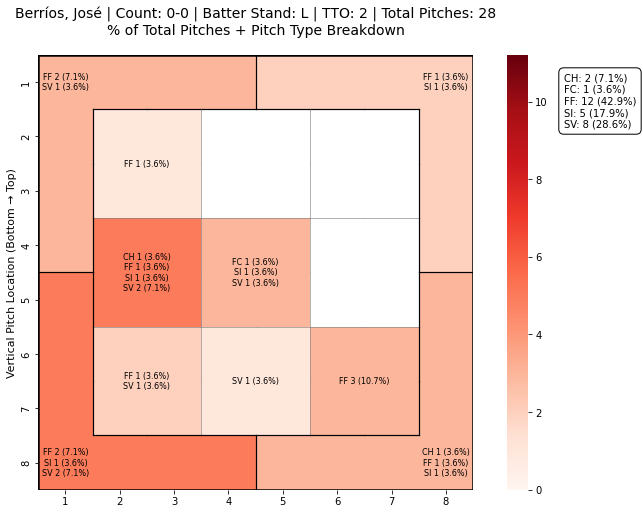 Berríos, José | Count: 0-0 | Batter Stand: L | TTO: 2 | Total Pitches: 28
% of Total Pitches + Pitch Type Breakdown
FF 2 (7.1%)
SV 1 (3.6%)
FF 1 (3.6%)
SI 1 (3.6%)
FF 1 (3.6%)
CH 1 (3.6%)
FF 1 (3.6%)
SI 1 (3.6%)
SV 2 (7.1%)
FC 1 (3.6%)
SI 1 (3.6%)
SV 1 (3.6%)
FF 1 (3.6%)
SV 1 (3.6%)
SV 1 (3.6%)
FF 3 (10.7%)
FF 2 (7.1%)
SI 1 (3.6%)
SV 2 (7.1%)
CH 1 (3.6%)
FF 1 (3.6%)
SI 1 (3.6%)
Vertical Pitch Location (Bottom → Top)
1
2
3
4
5
6
7
8
1
2
3
4
5
6
7
8
10
8
6
4
2
0
CH: 2 (7.1%)
FC: 1 (3.6%)
FF: 12 (42.9%)
SI: 5 (17.9%)
SV: 8 (28.6%)